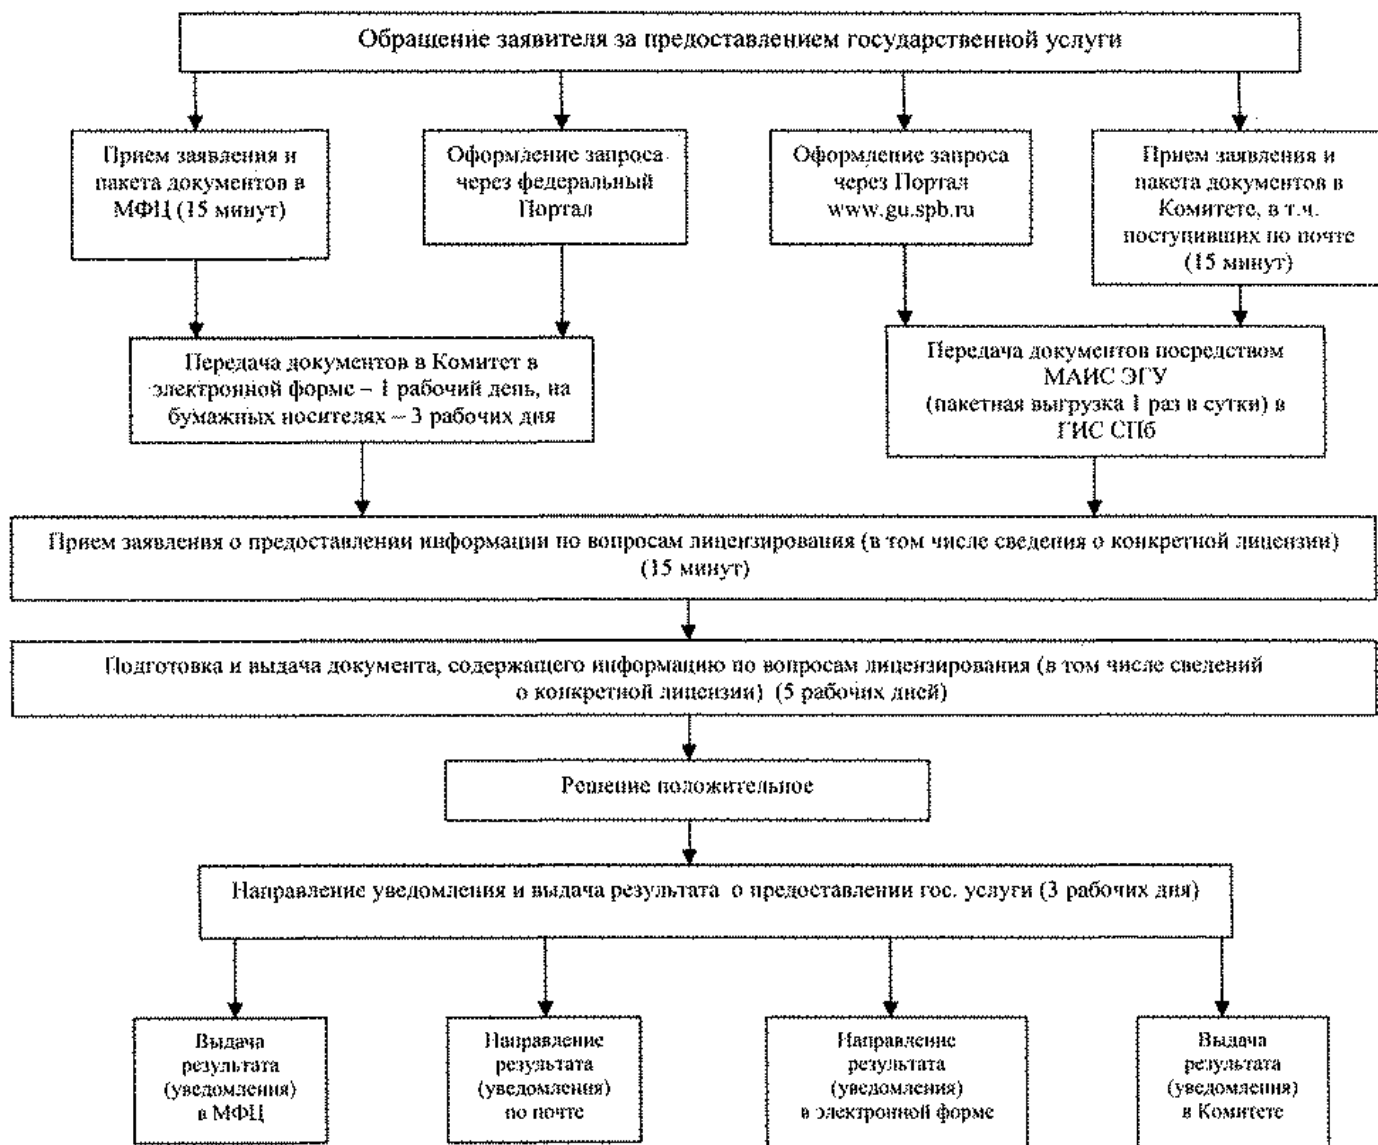 Обращение заявителя за предоставлением государственной услуги
Прием заявления и
пакета документов в
МФЦ (15 минут)
Оформление запроса
через федеральный
Портал
Оформление запроса
через Портал
www.gu.spb.ru
Прием заявления и
пакета документов в
Комитете, в т.ч.
поступивших по почте
(15 минут)
Передача документов в Комитет в
электронной форме – 1 рабочий день, на
бумажных носителях – 3 рабочих дня
Передача документов посредством
МАИС ЭГУ
(пакетная выгрузка 1 раз в сутки) в
ГИС СПб
Прием заявления о предоставлении информации по вопросам лицензирования (в том числе сведения о конкретной лицензии)
(15 минут)
Подготовка и выдача документа, содержащего информацию по вопросам лицензирования (в том числе сведений
о конкретной лицензии) (5 рабочих дней)
Решение положительное
Направление уведомления и выдача результата о предоставлении гос. услуги (3 рабочих дня)
Выдача
результата
(уведомления)
в МФЦ
Направление
результата
(уведомления)
по почте
Направление
результата
(уведомления)
в электронной форме
Выдача
результата
(уведомления)
в Комитете